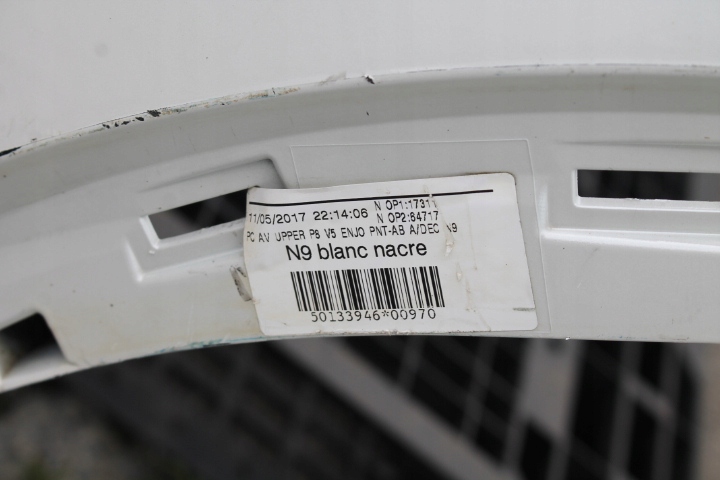 11/05/2017 22:14:06 N OP1:17311
N OP2:84717
PC AV UPPER P8 V5 ENJO PNT-AB A/DEC N9
N9 blanc nacre
50133946*00970